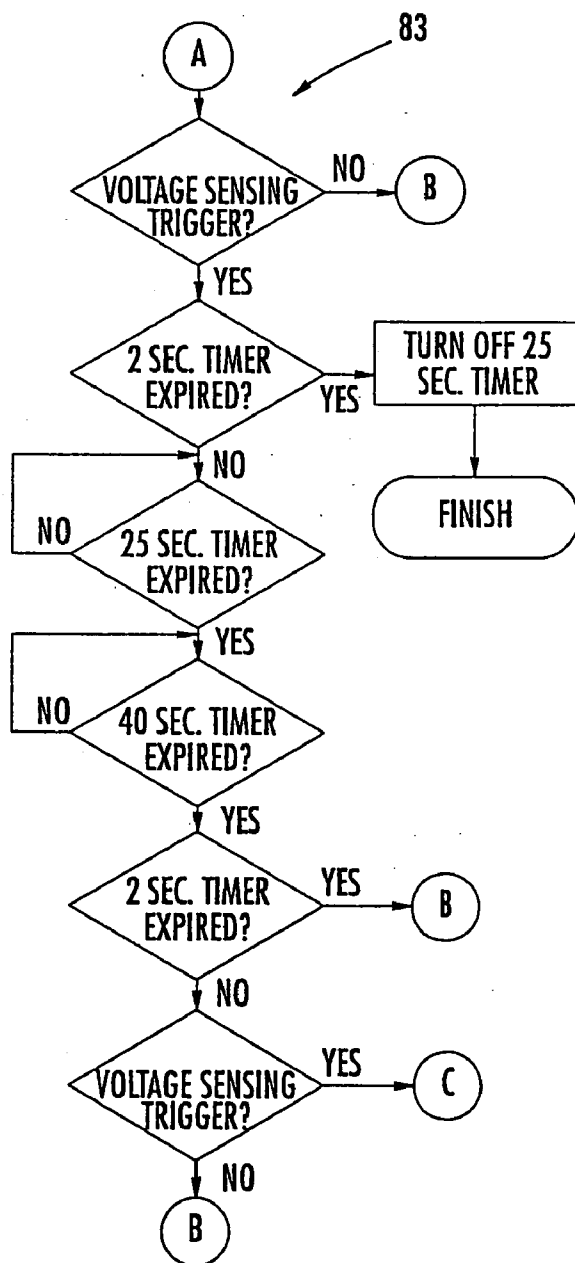 83
A
VOLTAGE SENSING
TRIGGER?
NO
B
YES
2 SEC. TIMER
EXPIRED?
YES
TURN OFF 25
SEC. TIMER
FINISH
NO
25 SEC. TIMER
EXPIRED?
NO
YES
40 SEC. TIMER
EXPIRED?
NO
YES
2 SEC. TIMER
EXPIRED?
YES
B
NO
VOLTAGE SENSING
TRIGGER?
YES
C
NO
B